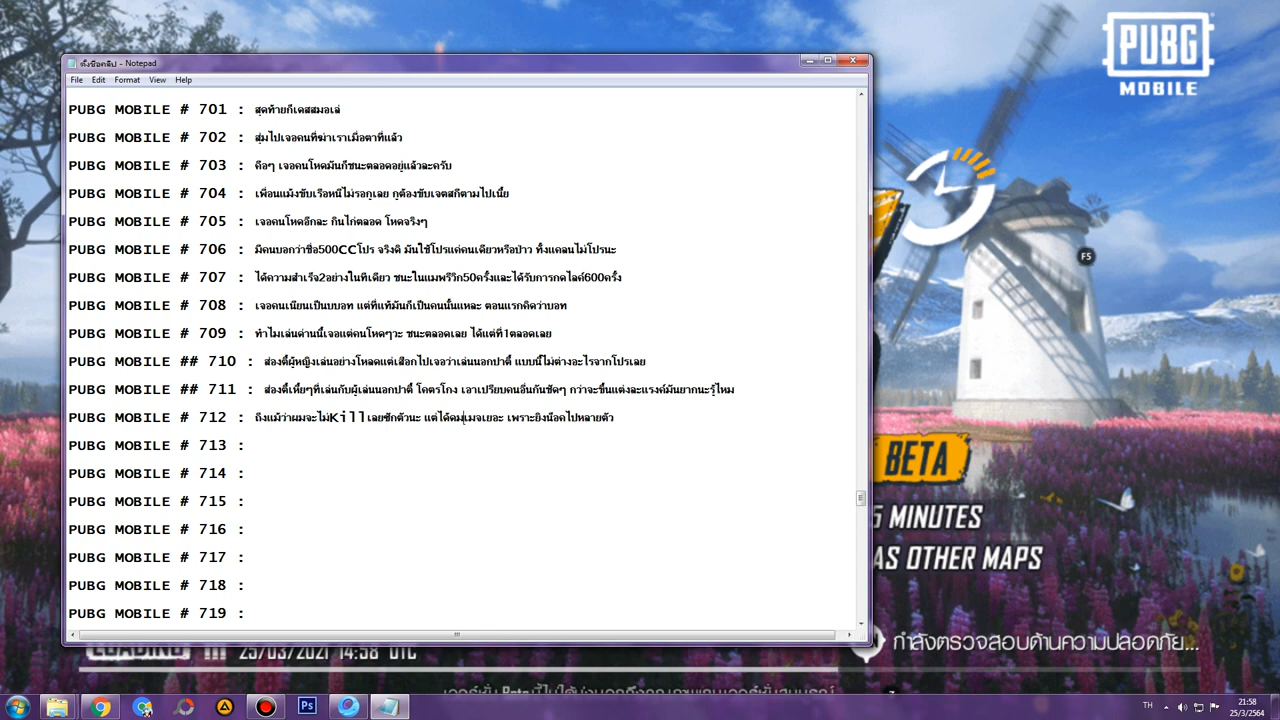 PUBG
MOBILE
ตั้งชื่อคลิป - Notepad
File Edit Format View Help
PUBG MOBILE # 701 : สุดท้ายก็เดสสมอเล่
PUBG MOBILE # 702 : สุ่มไปเจอคนที่ฆ่าเราเมื่อตาที่แล้ว
PUBG MOBILE # 703 : คือๆ เจอคนโหดมันก็ชนะตลอดอยู่แล้วละครับ
PUBG MOBILE # 704 : เพื่อนแม้งขับเรือหนีไม่รอกูเลย กูต้องขับเจตสกีตามไปเนี้ย
PUBG MOBILE # 705 : เจอคนโหดอีกละ กินไก่ตลอด โหดจริงๆ
PUBG MOBILE # 706 : มีคนบอกว่าชื่อ500CCโปร จริงดิ มันใช้โปรแค่คนเดียวหรือป่าว ทั้งแคลนไม่โปรนะ
PUBG MOBILE # 707 : ได้ความสำเร็จ2อย่างในทีเดียว ชนะในแมพรีวิก50ครั้งและได้รับการกดไลค์600ครั้ง
PUBG MOBILE # 708 : เจอคนเนียนเป็นบบอท แต่ที่แท้มันก็เป็นคนนั้นแหละ ตอนแรกคิดว่าบอท
PUBG MOBILE # 709 : ทำไมเล่นด่านนี้เจอแต่คนโหดๆวะ ชนะตลอดเลย ได้แต่ที่1ตลอดเลย
PUBG MOBILE ## 710 : ส่องตี้ผู้หญิงเล่นอย่างโหลดแต่เสือกไปเจอว่าเล่นนอกปาตี้ แบบนี้ไม่ต่างอะไรจากโปรเลย
PUBG MOBILE ## 711 : ส่องตี้เหี้ยๆที่เล่นกับผู้เล่นนอกปาตี้ โคตรโกง เอาเปรียบคนอื่นกันชัดๆ กว่าจะขึ้นแต่งละแรงค์มันยากนะรู้ไหม
PUBG MOBILE # 712 : ถึงแม้ว่าผมจะไม่Killเลยซักตัวนะ แต่ได้ดมเมจเยอะ เพราะยิงน็อคไปหลายตัว
PUBG MOBILE # 713 :
PUBG MOBILE # 714 :
PUBG MOBILE # 715 :
PUBG MOBILE # 716 :
PUBG MOBILE # 717 :
PUBG MOBILE # 718 :
PUBG MOBILE # 719 :
F5
BETA
5 MINUTES
AS OTHER MAPS
กำลังตรวจสอบด้านความปลอดภัย...
25/03/2021 14:58 UTC
Ps
TH
21:58
25/3/2564